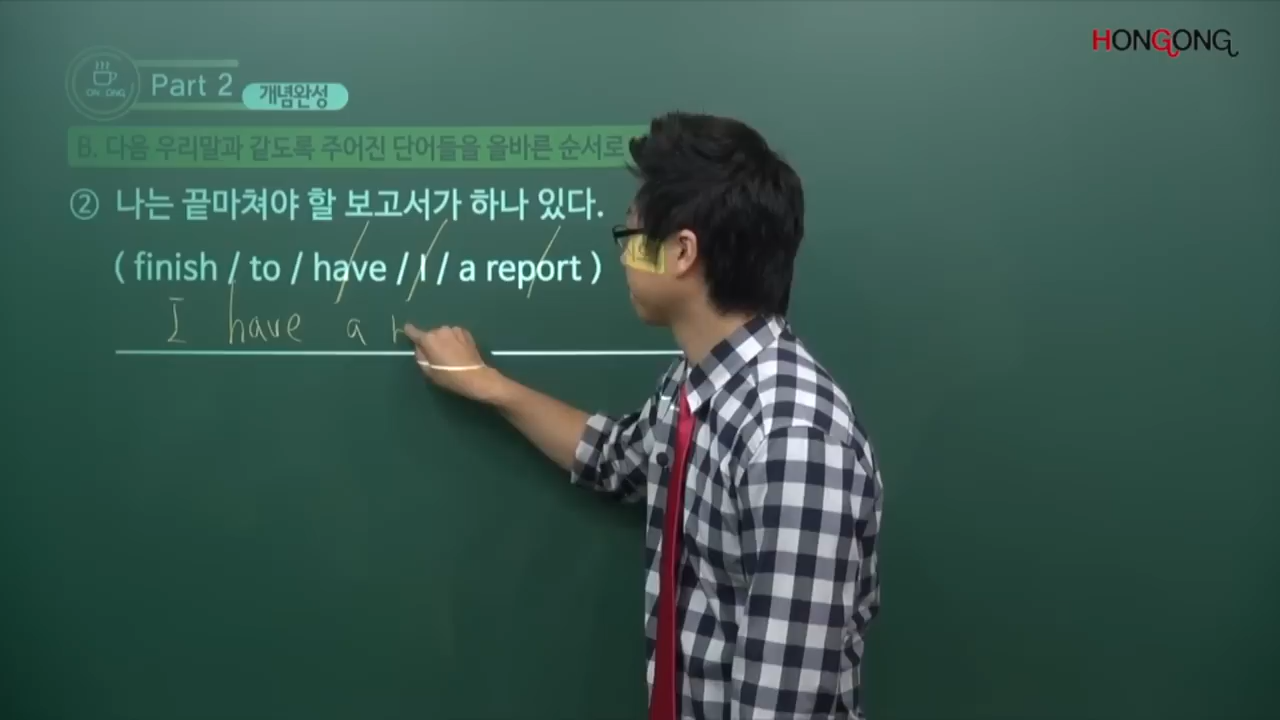 HONGONG
Part 2 개념완성
B. 다음 우리말과 같도록 주어진 단어들을 올바른 순서로
② 나는 끝마쳐야 할 보고서가 하나 있다.
( finish / to / have / I / a report )
I have a r